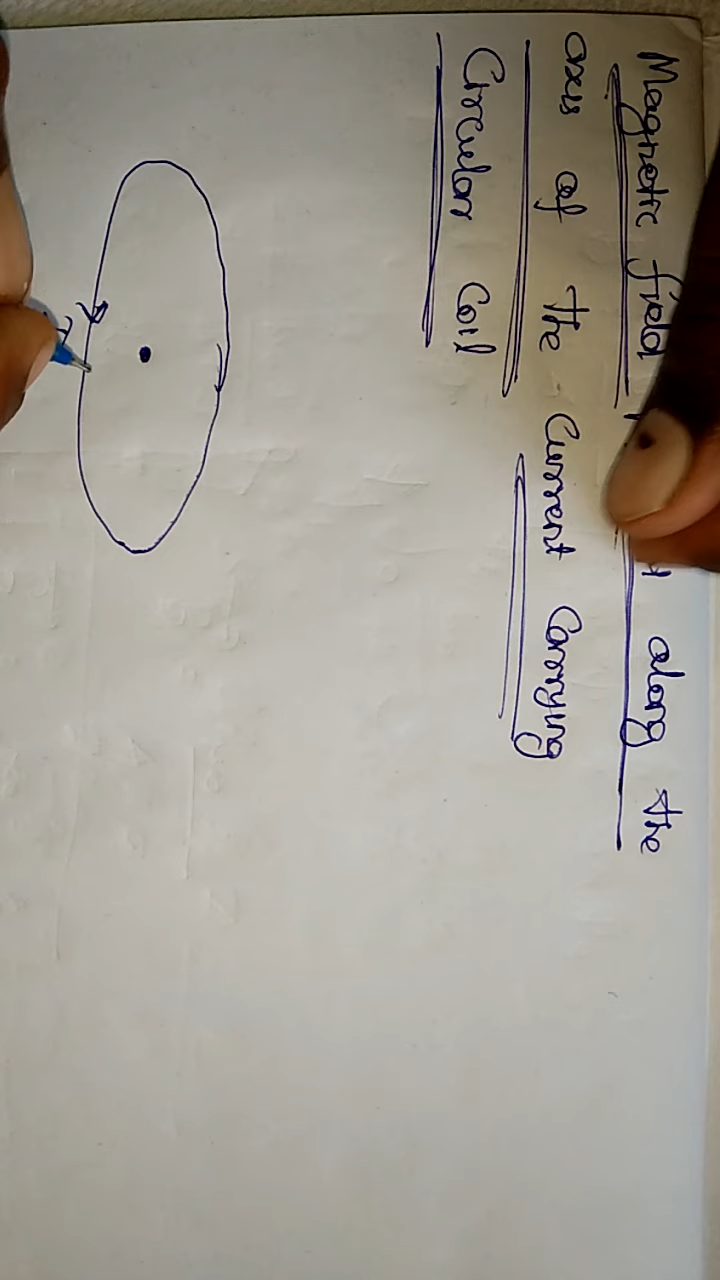 Magnetic field along the
axis of the Current Carrying
Circular Coil